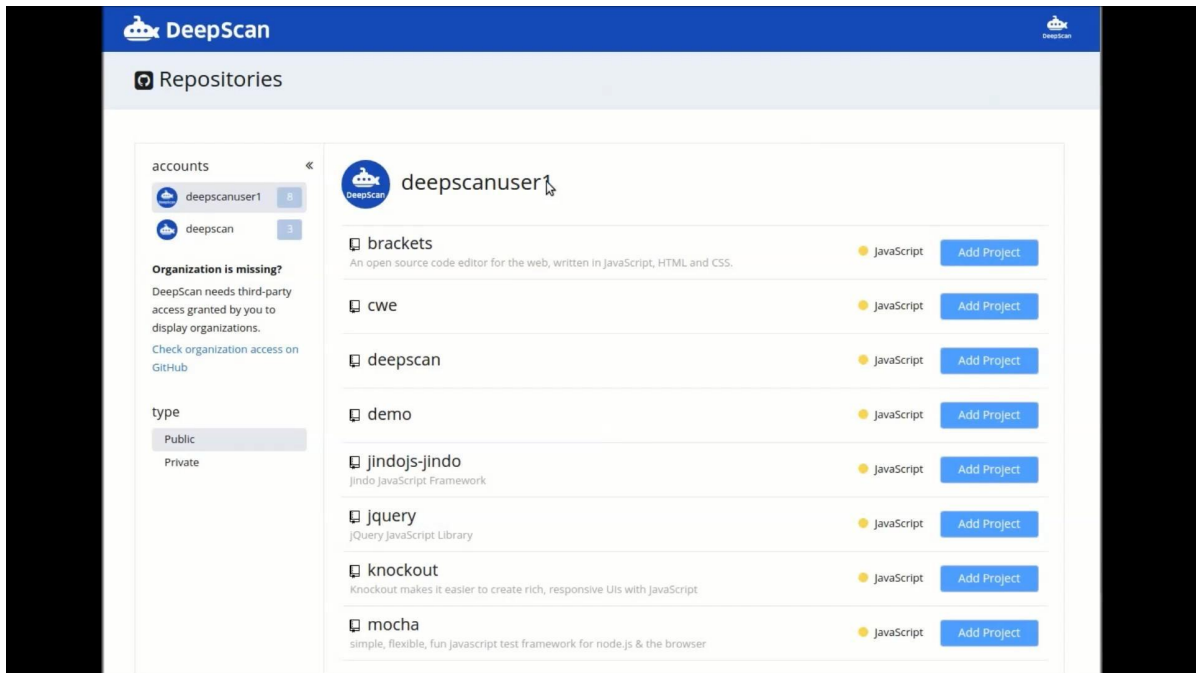 DeepScan
DeepScan
Repositories
accounts
«
deepscanuser1 8
deepscan 3
Organization is missing?
DeepScan needs third-party
access granted by you to
display organizations.
Check organization access on
GitHub
type
Public
Private
DeepScan
deepscanuser1
brackets
An open source code editor for the web, written in JavaScript, HTML and CSS.
JavaScript Add Project
cwe
JavaScript Add Project
deepscan
JavaScript Add Project
demo
JavaScript Add Project
jindojs-jindo
Jindo JavaScript Framework
JavaScript Add Project
jquery
jQuery JavaScript Library
JavaScript Add Project
knockout
Knockout makes it easier to create rich, responsive UIs with JavaScript
JavaScript Add Project
mocha
simple, flexible, fun javascript test framework for node.js & the browser
JavaScript Add Project